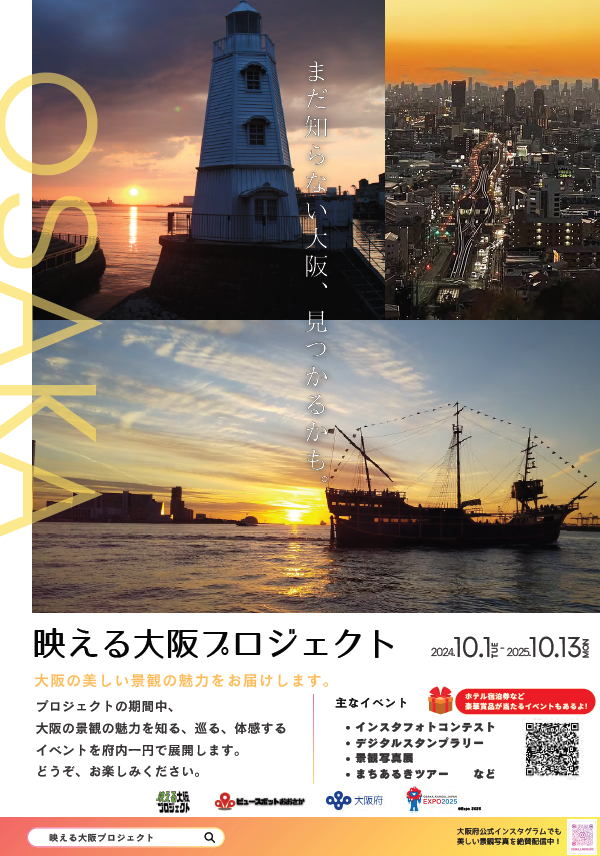 OSAKA
まだ知らない大阪、見つかるかも。
映える大阪プロジェクト
2024.10.1TUE - 2025.10.13MON
大阪の美しい景観の魅力をお届けします。
プロジェクトの期間中、
大阪の景観の魅力を知る、巡る、体感する
イベントを府内一円で展開します。
どうぞ、お楽しみください。
主なイベント
ホテル宿泊券など
豪華賞品が当たるイベントもあるよ!
• インスタフォトコンテスト
• デジタルスタンプラリー
• 景観写真展
• まちあるきツアー など
映える大阪
プロジェクト
ビュースポットおおさか
大阪府
OSAKA, KANSAI, JAPAN
EXPO2025
©Expo 2025
映える大阪プロジェクト
大阪府公式インスタグラムでも
美しい景観写真を絶賛配信中!